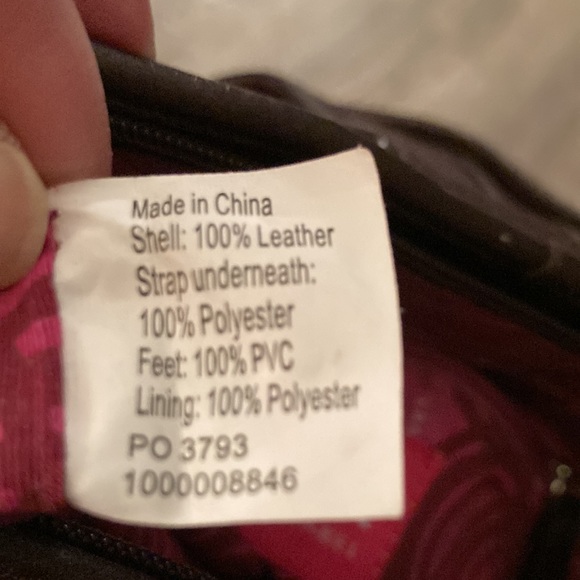 Made in China
Shell: 100% Leather
Strap underneath:
100% Polyester
Feet: 100% PVC
Lining: 100% Polyester
PO 3793
1000008846